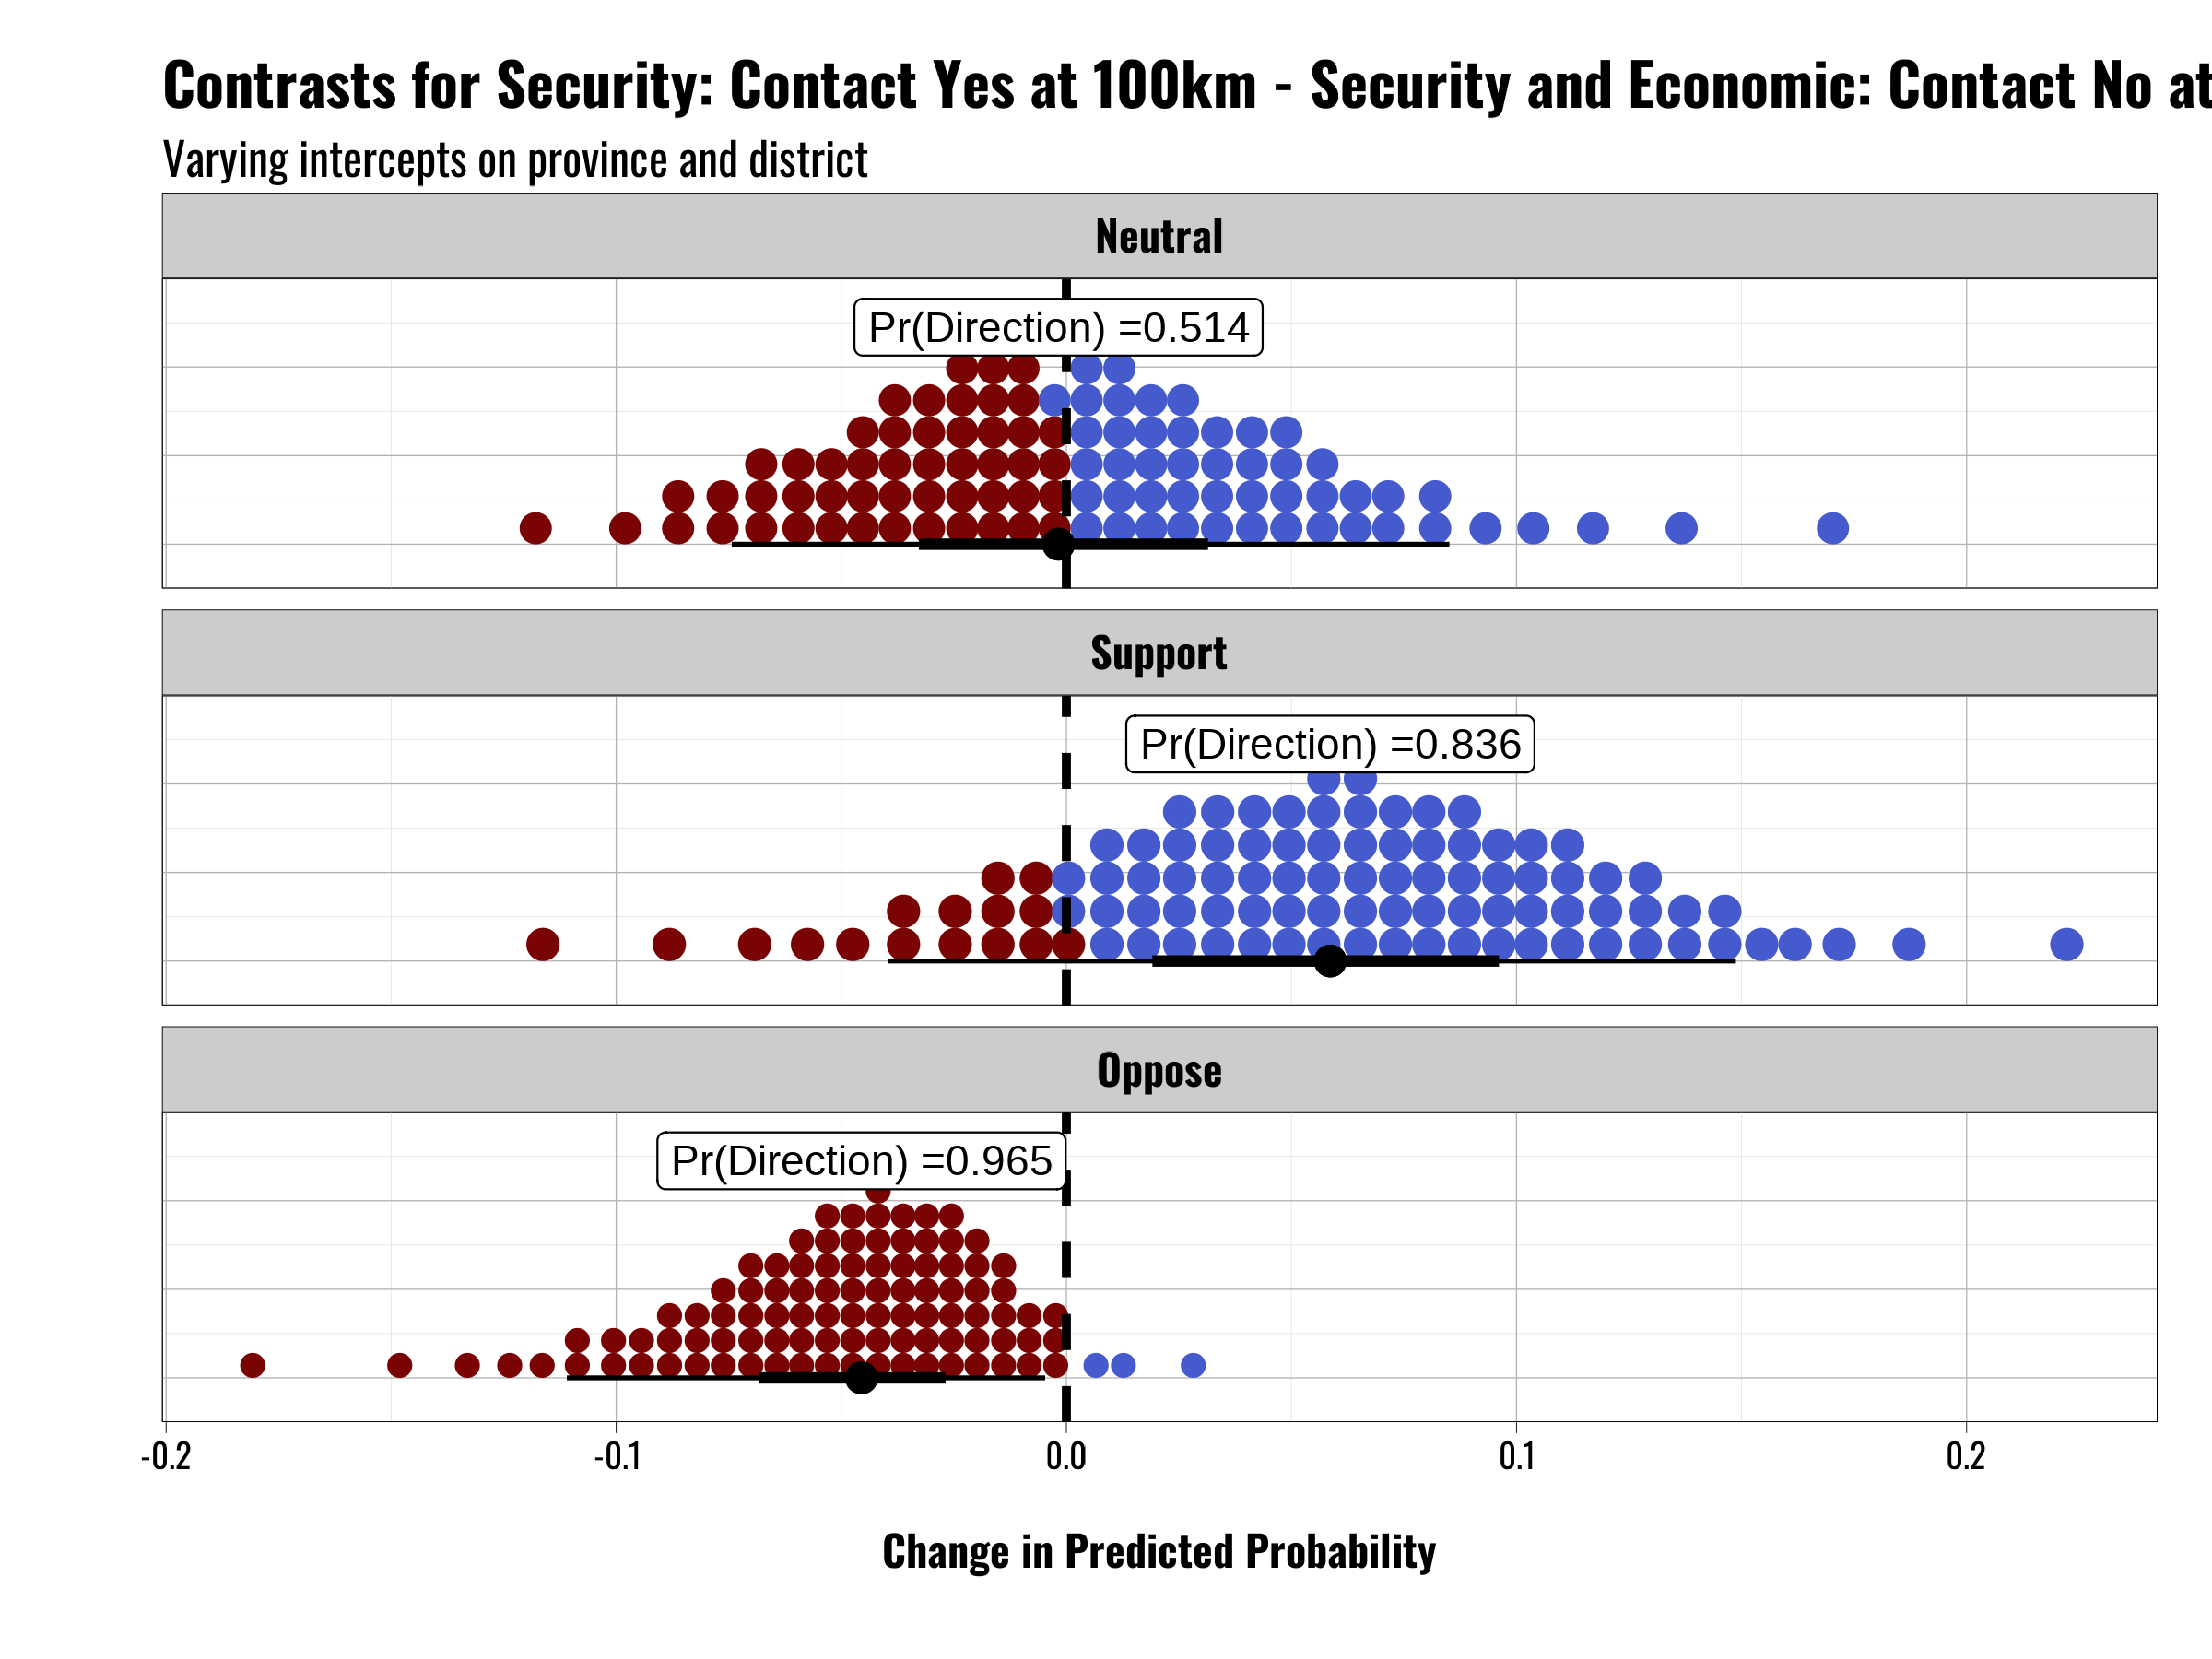 Contrasts for Security: Contact Yes at 100km - Security and Economic: Contact No at
Varying intercepts on province and district
Neutral
Pr(Direction) =0.514
Support
Pr(Direction) =0.836
Oppose
Pr(Direction) =0.965
-0.2 -0.1 0.0 0.1 0.2
Change in Predicted Probability